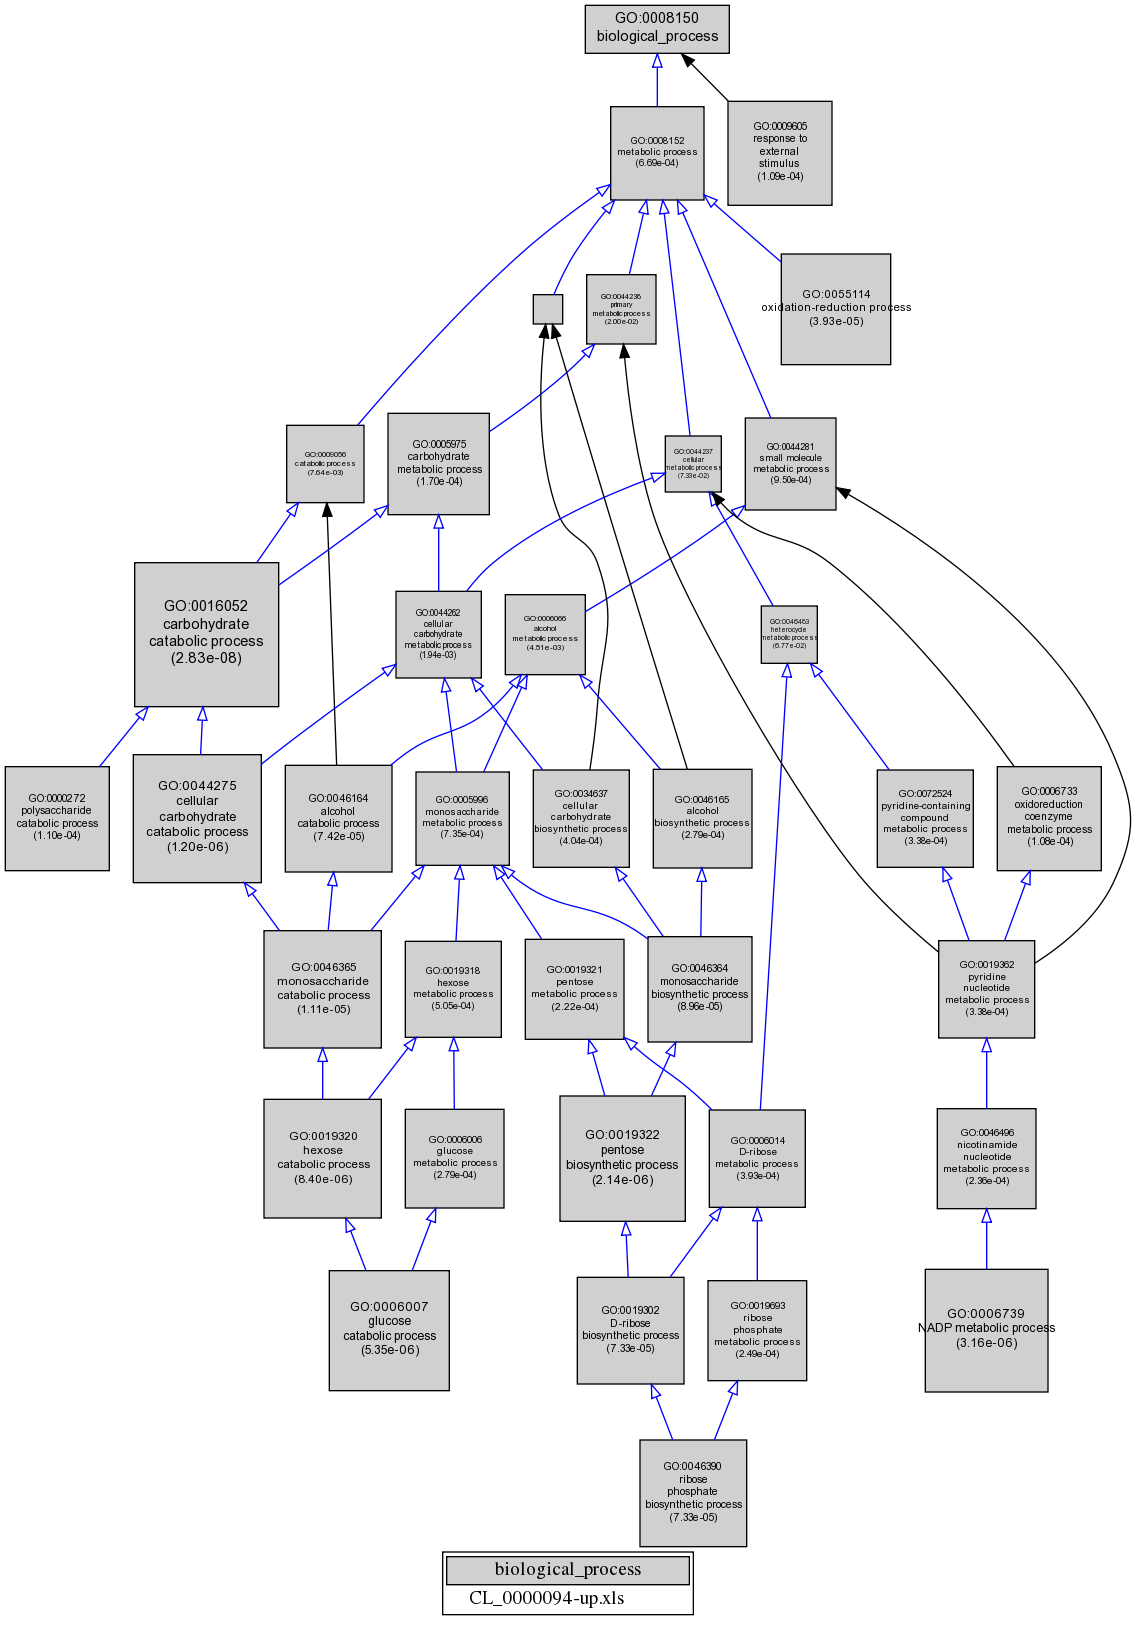 GO:0008150
biological_process
GO:0009605
response to
external
stimulus
(1.09e-04)
GO:0008152
metabolic process
(6.69e-04)
GO:0055114
oxidation-reduction process
(3.93e-05)
GO:0044236
primary
metabolic process
(2.00e-02)
GO:0009056
catabolic process
(7.64e-03)
GO:0005975
carbohydrate
metabolic process
(1.70e-04)
GO:0044237
cellular
metabolic process
(7.33e-02)
GO:0044281
small molecule
metabolic process
(9.50e-04)
GO:0016052
carbohydrate
catabolic process
(2.83e-08)
GO:0044262
cellular
carbohydrate
metabolic process
(1.94e-03)
GO:0006066
alcohol
metabolic process
(4.51e-03)
GO:0046483
heterocycle
metabolic process
(6.77e-02)
GO:0000272
polysaccharide
catabolic process
(1.10e-04)
GO:0044275
cellular
carbohydrate
catabolic process
(1.20e-06)
GO:0046164
alcohol
catabolic process
(7.42e-05)
GO:0005996
monosaccharide
metabolic process
(7.35e-04)
GO:0034637
cellular
carbohydrate
biosynthetic process
(4.04e-04)
GO:0046165
alcohol
biosynthetic process
(2.79e-04)
GO:0072524
pyridine-containing
compound
metabolic process
(3.38e-04)
GO:0006733
oxidoreduction
coenzyme
metabolic process
(1.08e-04)
GO:0046365
monosaccharide
catabolic process
(1.11e-05)
GO:0019318
hexose
metabolic process
(5.05e-04)
GO:0019321
pentose
metabolic process
(2.22e-04)
GO:0046364
monosaccharide
biosynthetic process
(8.96e-05)
GO:0019362
pyridine
nucleotide
metabolic process
(3.38e-04)
GO:0019320
hexose
catabolic process
(8.40e-06)
GO:0006006
glucose
metabolic process
(2.79e-04)
GO:0019322
pentose
biosynthetic process
(2.14e-06)
GO:0006014
D-ribose
metabolic process
(3.93e-04)
GO:0046496
nicotinamide
nucleotide
metabolic process
(2.36e-04)
GO:0006007
glucose
catabolic process
(5.35e-06)
GO:0019302
D-ribose
biosynthetic process
(7.33e-05)
GO:0019693
ribose
phosphate
metabolic process
(2.49e-04)
GO:0006739
NADP metabolic process
(3.16e-06)
GO:0046390
ribose
phosphate
biosynthetic process
(7.33e-05)
biological_process
CL_0000094-up.xls